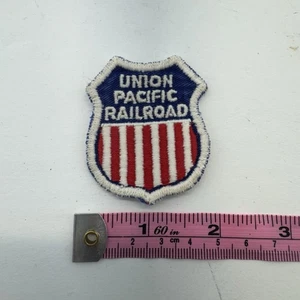 UNION
PACIFIC
RAILROAD
1 60 in 2 3
2 3 cm 4 5 6 7